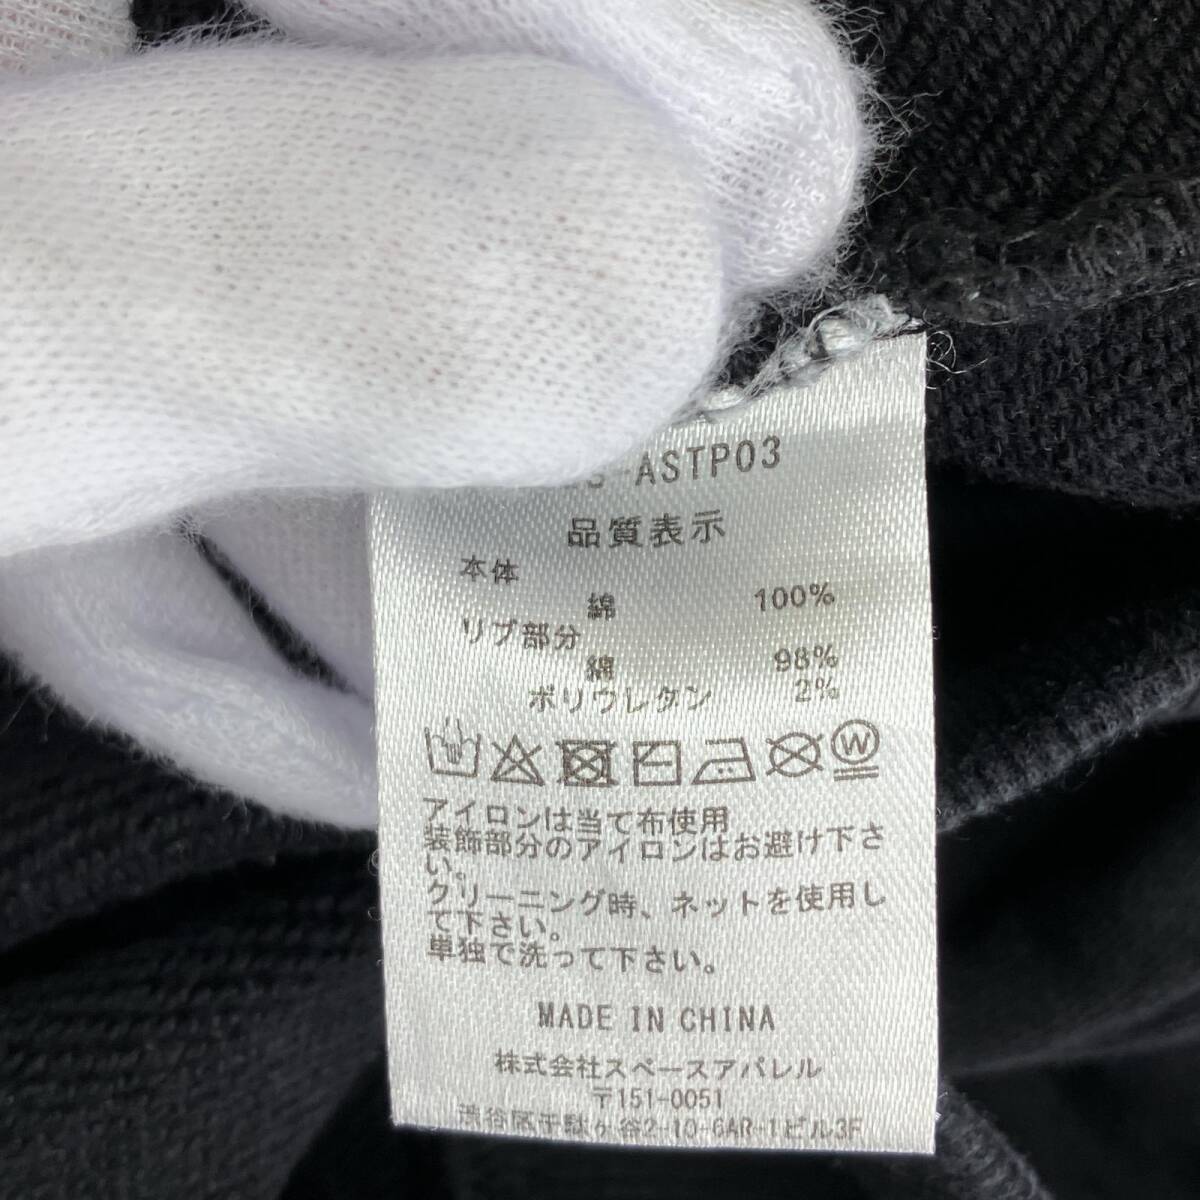 S-ASTP03
品質表示
本体
綿 100%
リブ部分
綿 98%
ポリウレタン 2%
W
アイロンは当て布使用
装飾部分のアイロンはお避け下さ
い。
クリーニング時、ネットを使用し
て下さい。
単独で洗って下さい。
MADE IN CHINA
株式会社スペースアパレル
〒151-0051
渋谷区千駄ヶ谷2-10-6AR-1ビル3F